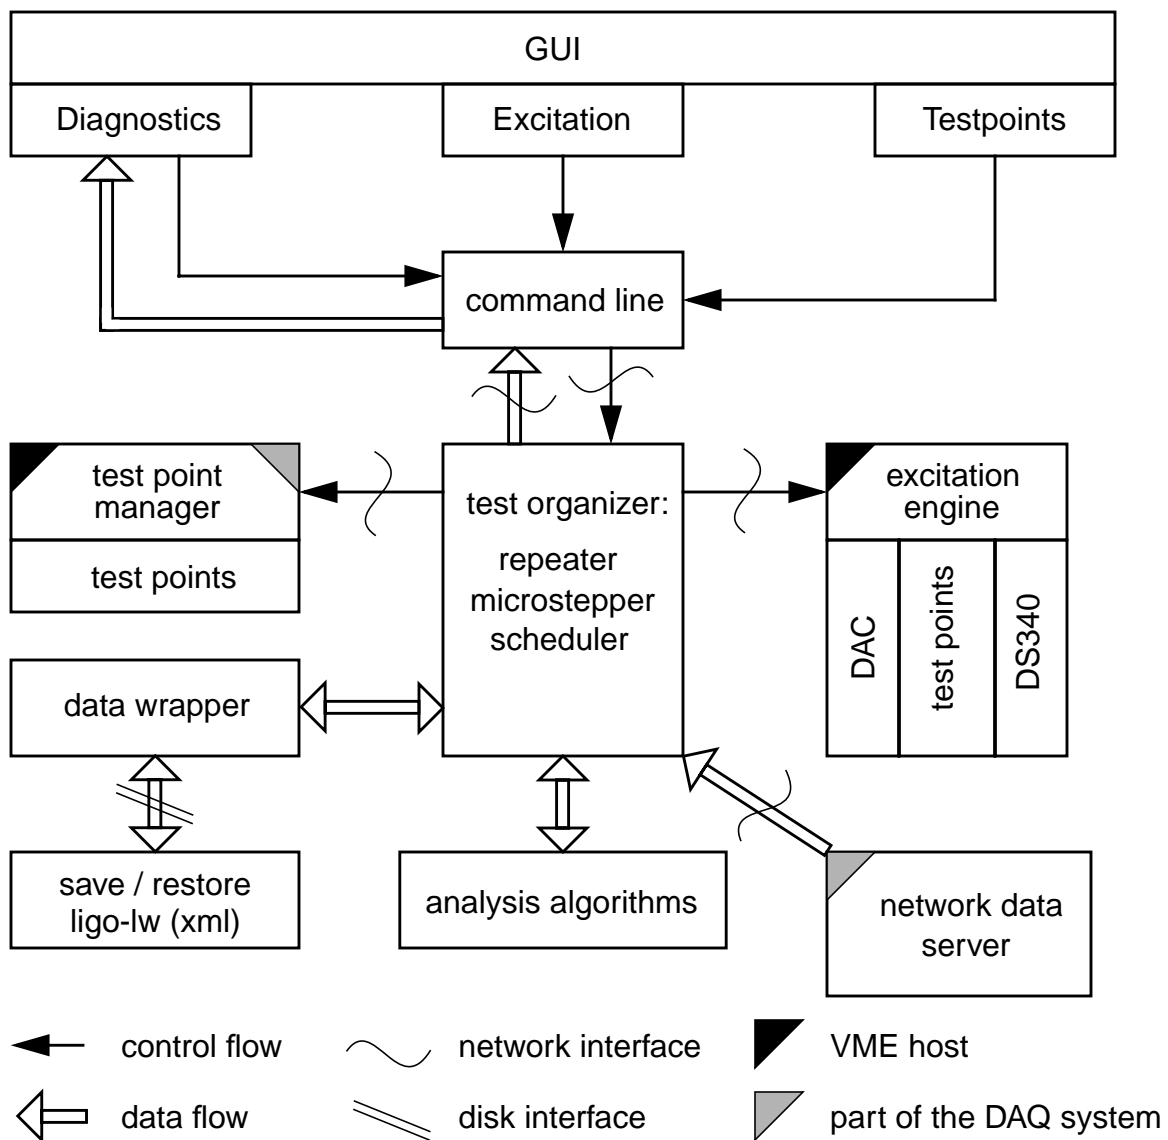 GUI
Diagnostics
Excitation
Testpoints
command line
test point
manager
test points
test organizer:
repeater
microstepper
scheduler
excitation
engine
DAC
test points
DS340
data wrapper
save / restore
ligo-lw (xml)
analysis algorithms
network data
server
control flow
network interface
VME host
data flow
disk interface
part of the DAQ system